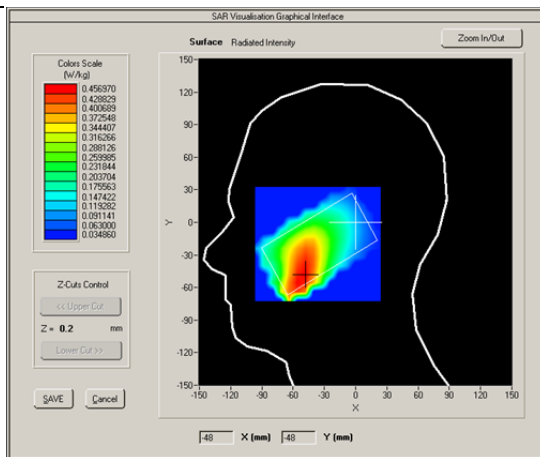 SAR Visualisation Graphical Interface
Surface Radiated Intensity
Zoom In/Out
Colors Scale
(W/kg)
0.456970
0.428829
0.400689
0.372548
0.344407
0.316266
0.288126
0.259985
0.231844
0.203704
0.175563
0.147422
0.119282
0.091141
0.063000
0.034860
Z-Cuts Control
<< Upper Cut
Z = 0.2 mm
Lower Cut >>
SAVE Cancel
150
120
90
60
30
0
-30
-60
-90
-120
-150
Y
-150 -120 -90 -60 -30 0 30 60 90 120 150
X
-48 X (mm) -48 Y (mm)